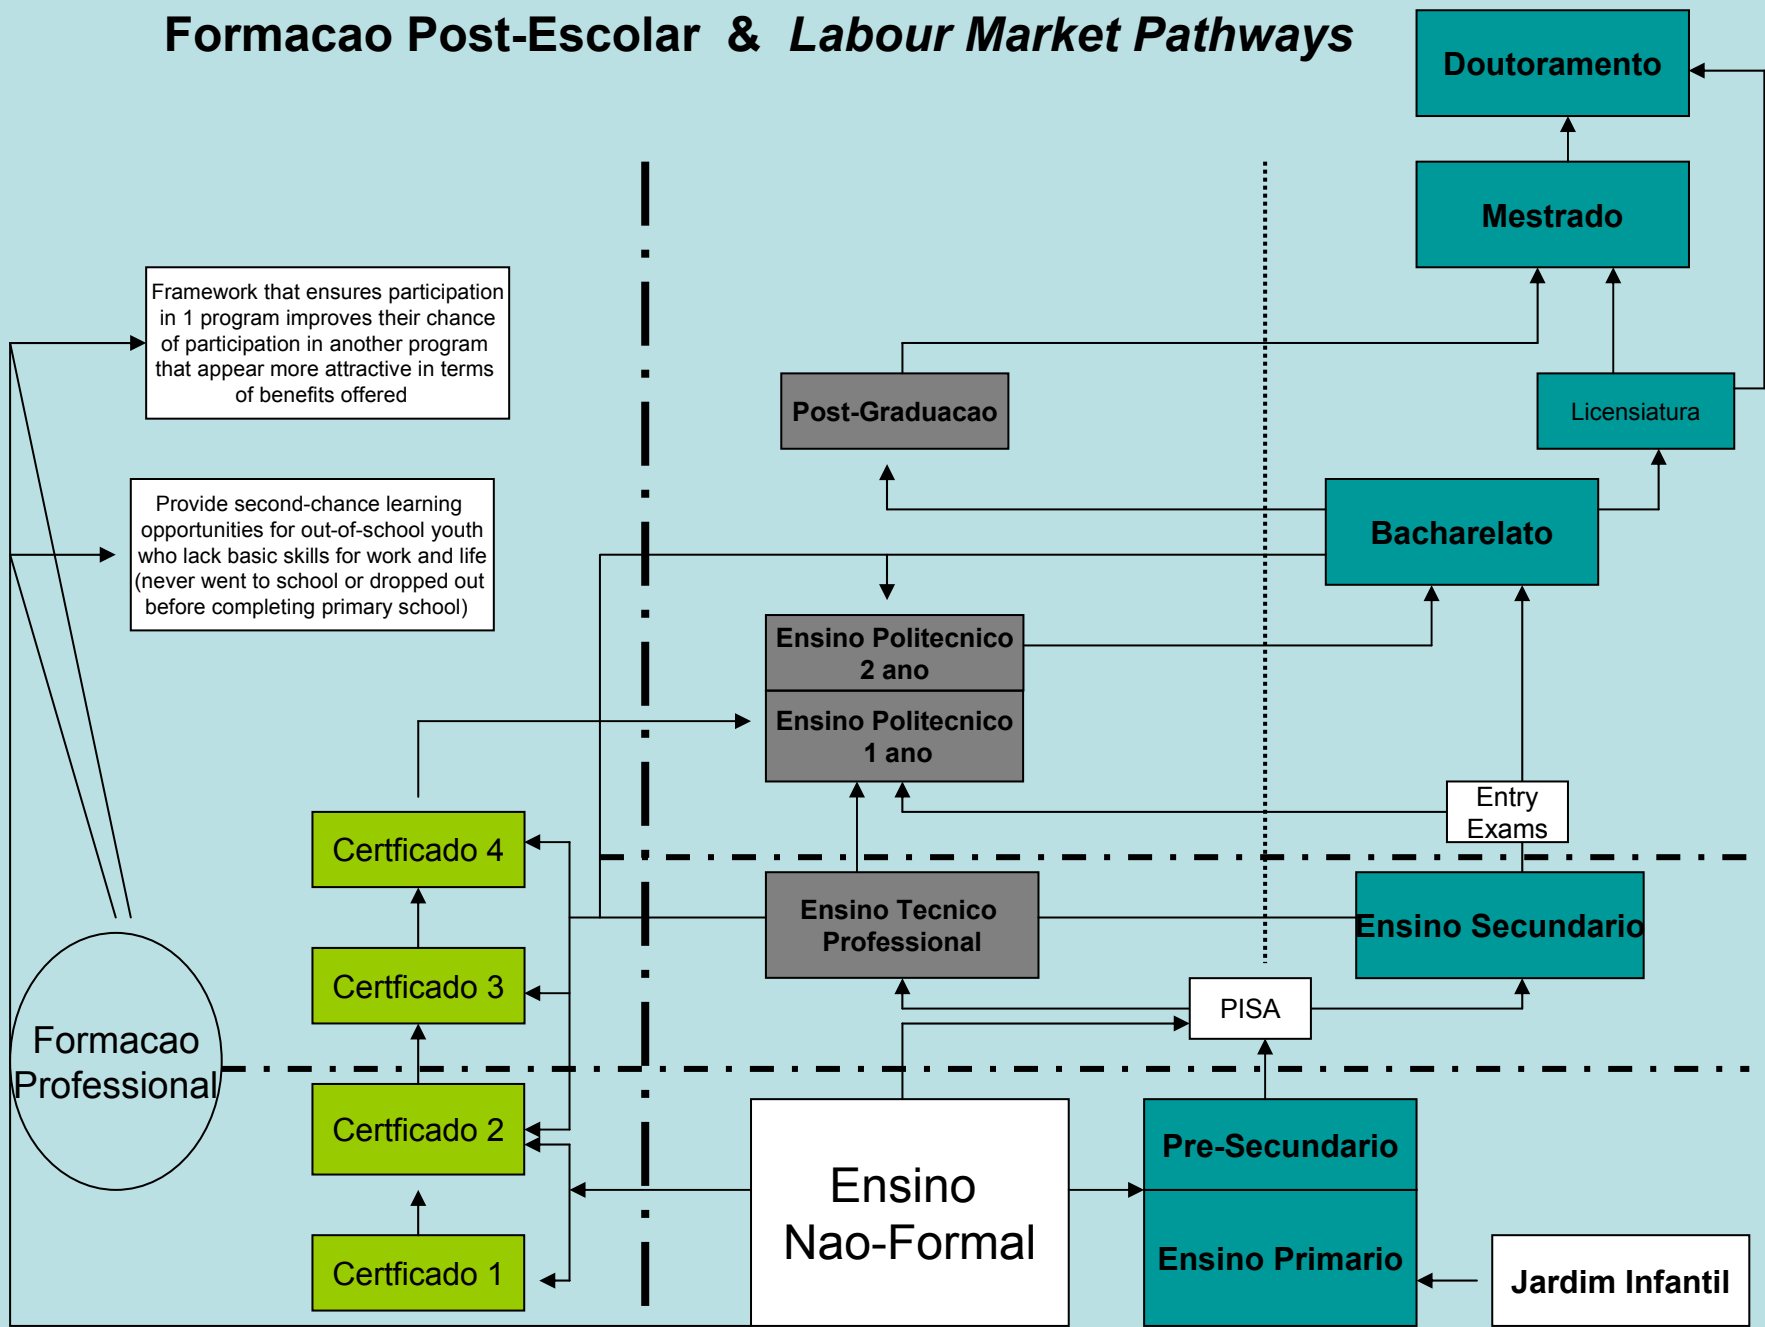 Formacao Post-Escolar & Labour Market Pathways
Doutoramento
Mestrado
Framework that ensures participation
in 1 program improves their chance
of participation in another program
that appear more attractive in terms
of benefits offered
Post-Graduacao
Licensiatura
Provide second-chance learning
opportunities for out-of-school youth
who lack basic skills for work and life
(never went to school or dropped out
before completing primary school)
Bacharelato
Ensino Politecnico
2 ano
Ensino Politecnico
1 ano
Entry
Exams
Certficado 4
Ensino Tecnico
Professional
Ensino Secundario
Certficado 3
PISA
Formacao
Professional
Certficado 2
Pre-Secundario
Ensino
Nao-Formal
Certficado 1
Ensino Primario
Jardim Infantil